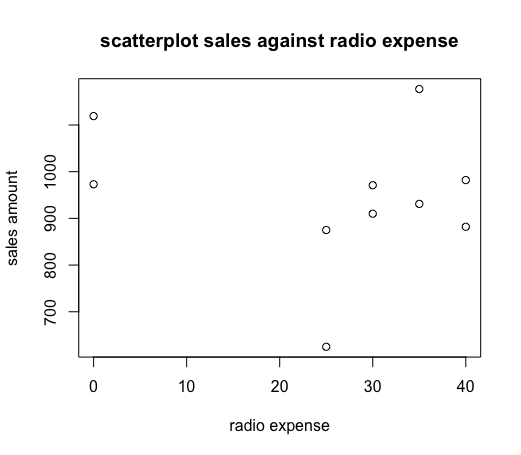 scatterplot sales against radio expense
sales amount
1000
900
800
700
0 10 20 30 40
radio expense